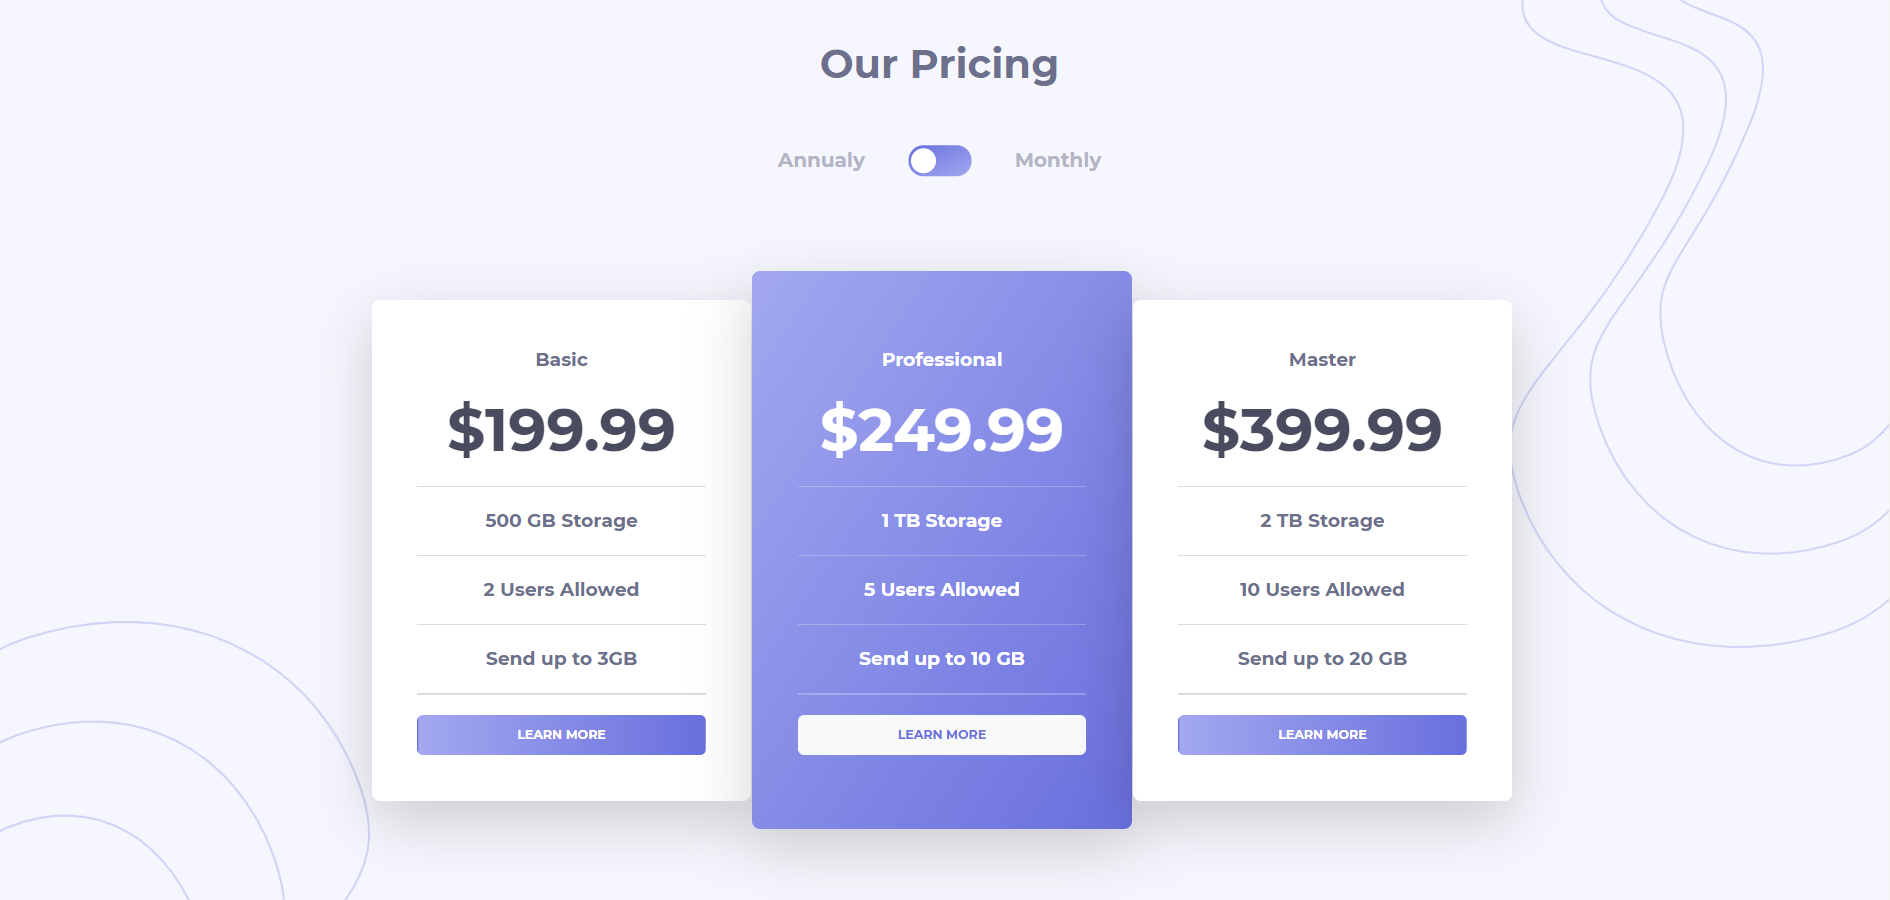 Our Pricing
Annualy
Monthly
Basic
$199.99
500 GB Storage
2 Users Allowed
Send up to 3GB
LEARN MORE
Professional
$249.99
1 TB Storage
5 Users Allowed
Send up to 10 GB
LEARN MORE
Master
$399.99
2 TB Storage
10 Users Allowed
Send up to 20 GB
LEARN MORE